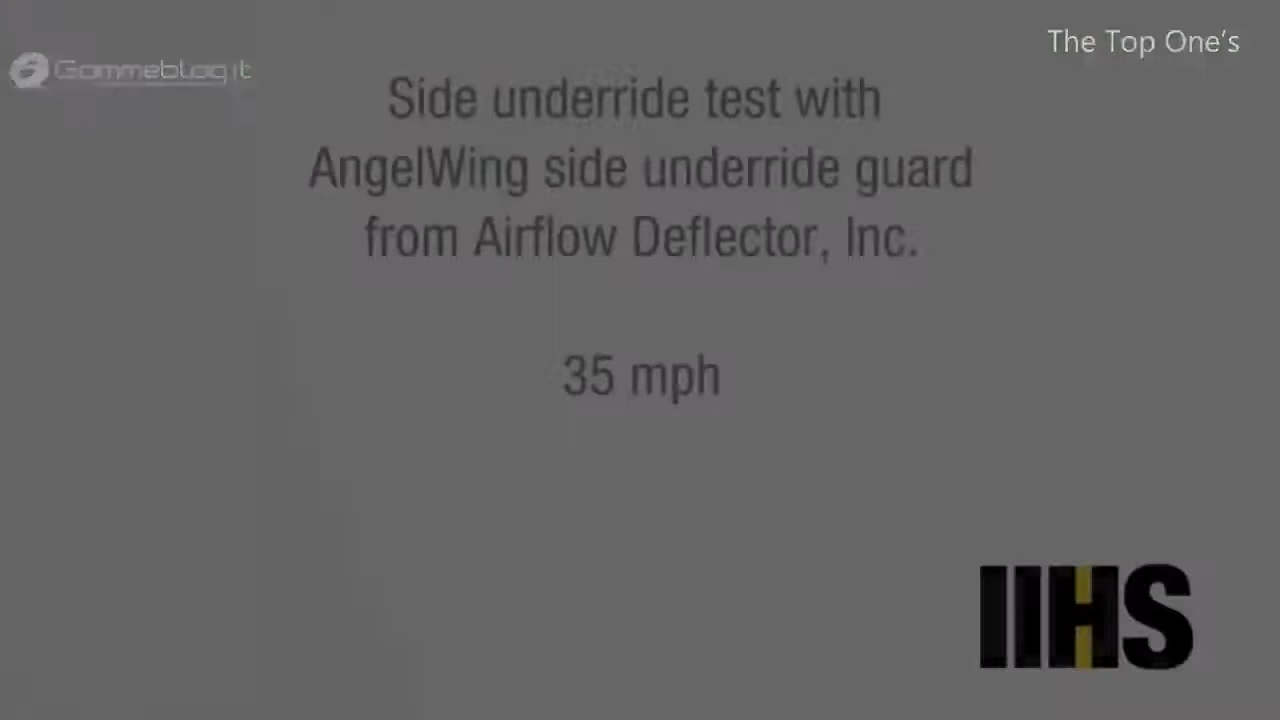 The Top One's
Gommeblog.it
Side underride test with
AngelWing side underride guard
from Airflow Deflector, Inc.
35 mph
IIHS